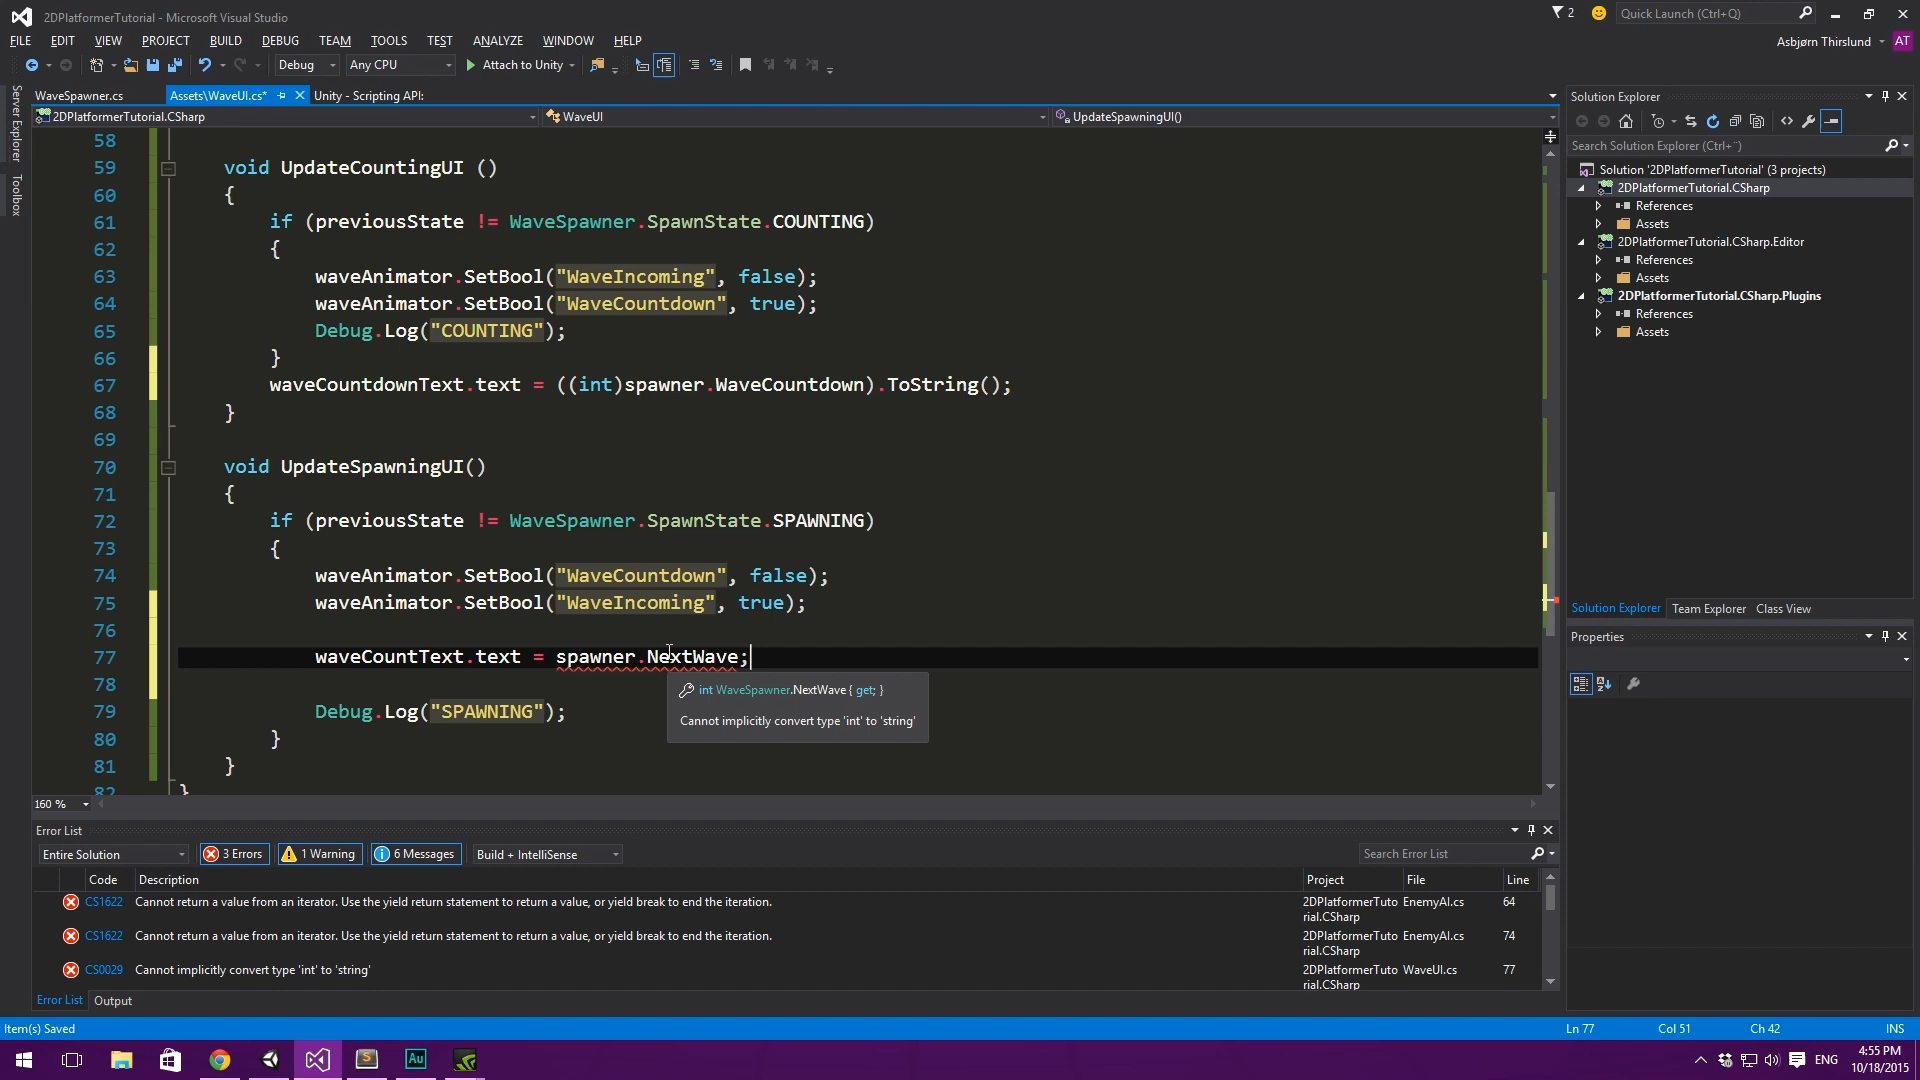 2DPlatformerTutorial - Microsoft Visual Studio
2
Quick Launch (Ctrl+Q)
FILE EDIT VIEW PROJECT BUILD DEBUG TEAM TOOLS TEST ANALYZE WINDOW HELP
Asbjørn Thirslund AT
Debug Any CPU Attach to Unity
Server Explorer
Toolbox
WaveSpawner.cs Assets\WaveUI.cs* Unity - Scripting API:
2DPlatformerTutorial.CSharp WaveUI UpdateSpawningUI()
58
59 void UpdateCountingUI ()
60 {
61 if (previousState != WaveSpawner.SpawnState.COUNTING)
62 {
63 waveAnimator.SetBool("WaveIncoming", false);
64 waveAnimator.SetBool("WaveCountdown", true);
65 Debug.Log("COUNTING");
66 }
67 waveCountdownText.text = ((int)spawner.WaveCountdown).ToString();
68 }
69
70 void UpdateSpawningUI()
71 {
72 if (previousState != WaveSpawner.SpawnState.SPAWNING)
73 {
74 waveAnimator.SetBool("WaveCountdown", false);
75 waveAnimator.SetBool("WaveIncoming", true);
76
77 waveCountText.text = spawner.NextWave;
78
int WaveSpawner.NextWave { get; }
Cannot implicitly convert type 'int' to 'string'
79 Debug.Log("SPAWNING");
80 }
81 }
82 }
160 %
Solution Explorer
Search Solution Explorer (Ctrl+¨)
Solution '2DPlatformerTutorial' (3 projects)
2DPlatformerTutorial.CSharp
References
Assets
2DPlatformerTutorial.CSharp.Editor
References
Assets
2DPlatformerTutorial.CSharp.Plugins
References
Assets
Solution Explorer Team Explorer Class View
Properties
Error List
Entire Solution 3 Errors 1 Warning 6 Messages Build + IntelliSense Search Error List
Code Description Project File Line
CS1622 Cannot return a value from an iterator. Use the yield return statement to return a value, or yield break to end the iteration. 2DPlatformerTuto EnemyAI.cs 64
rial.CSharp
CS1622 Cannot return a value from an iterator. Use the yield return statement to return a value, or yield break to end the iteration. 2DPlatformerTuto EnemyAI.cs 74
rial.CSharp
CS0029 Cannot implicitly convert type 'int' to 'string' 2DPlatformerTuto WaveUI.cs 77
rial.CSharp
Error List Output
Item(s) Saved Ln 77 Col 51 Ch 42 INS
S Au ENG
4:55 PM
10/18/2015